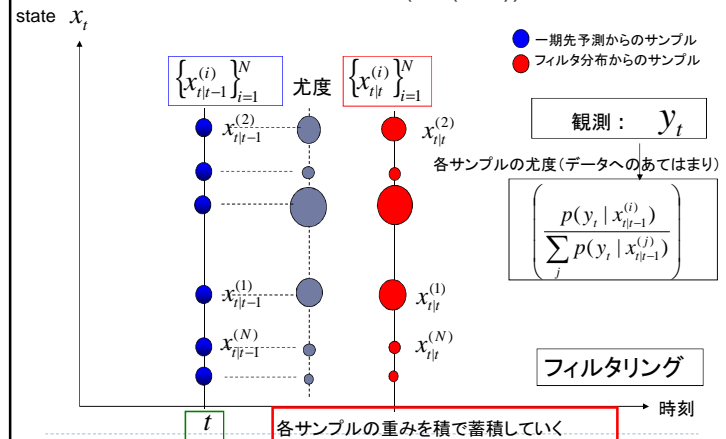 state x_t
一期先予測からのサンプル
フィルタ分布からのサンプル
{x_{t|t-1}^{(i)}}_{i=1}^{N}
尤度
{x_{t|t}^{(i)}}_{i=1}^{N}
観測： y_t
x_{t|t-1}^{(2)}
x_{t|t}^{(2)}
各サンプルの尤度(データへのあてはまり)
(p(y_t | x_{t|t-1}^{(i)}) / ∑_j p(y_t | x_{t|t-1}^{(j)}))
x_{t|t-1}^{(1)}
x_{t|t}^{(1)}
x_{t|t-1}^{(N)}
x_{t|t}^{(N)}
フィルタリング
時刻
t
各サンプルの重みを積で蓄積していく